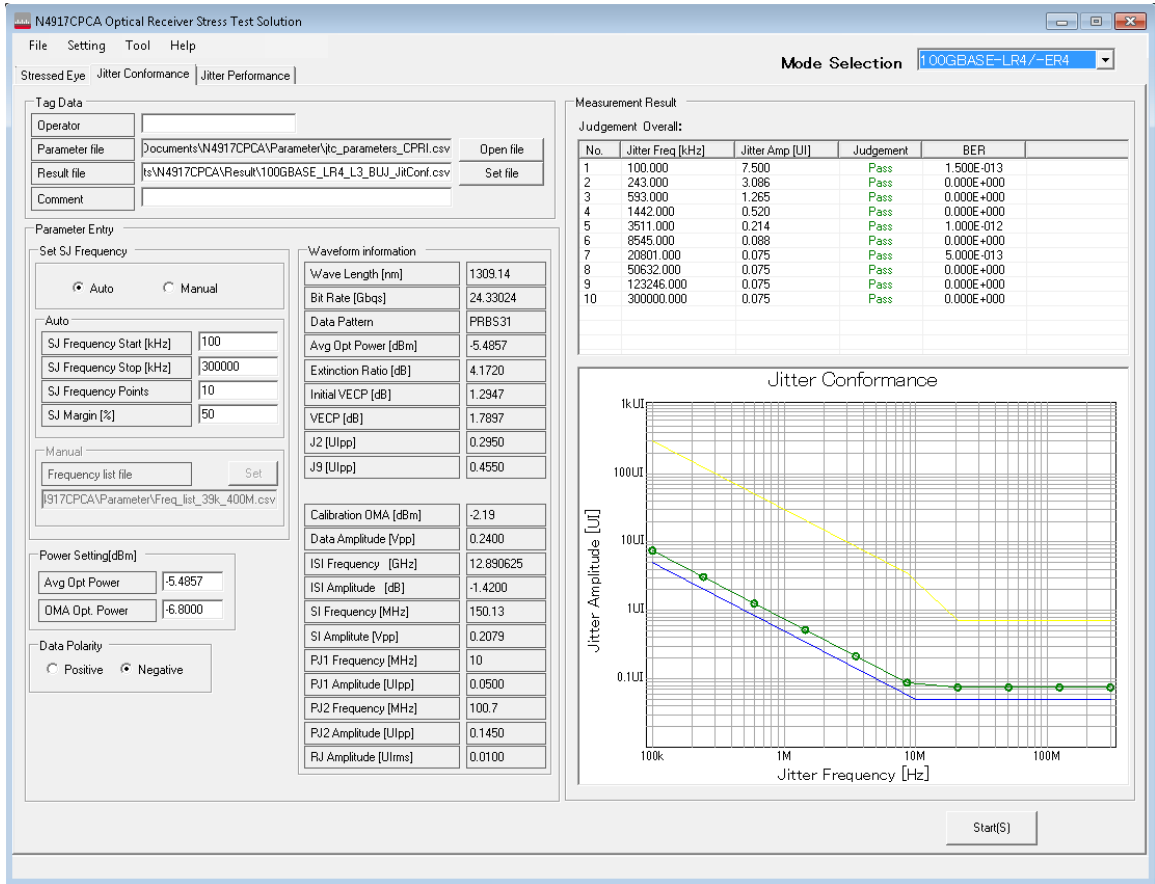 N4917CPCA Optical Receiver Stress Test Solution
File Setting Tool Help
Mode Selection 100GBASE-LR4/-ER4
Stressed Eye Jitter Conformance Jitter Performance
Tag Data
Operator
Parameter file Documents\N4917CPCA\Parameter\jtc_parameters_CPRI.csv Open file
Result file ts\N4917CPCA\Result\100GBASE_LR4_L3_BUJ_JitConf.csv Set file
Comment
Parameter Entry
Set SJ Frequency
Auto Manual
Auto
SJ Frequency Start [kHz] 100
SJ Frequency Stop [kHz] 300000
SJ Frequency Points 10
SJ Margin [%] 50
Manual
Frequency list file Set
4917CPCA\Parameter\Freq_list_39k_400M.csv
Power Setting[dBm]
Avg Opt Power -5.4857
OMA Opt. Power -6.8000
Data Polarity
Positive Negative
Waveform information
Wave Length [nm] 1309.14
Bit Rate [Gbqs] 24.33024
Data Pattern PRBS31
Avg Opt Power [dBm] -5.4857
Extinction Ratio [dB] 4.1720
Initial VECP [dB] 1.2947
VECP [dB] 1.7897
J2 [UIpp] 0.2950
J9 [UIpp] 0.4550
Calibration OMA [dBm] -2.19
Data Amplitude [Vpp] 0.2400
ISI Frequency [GHz] 12.890625
ISI Amplitude [dB] -1.4200
SI Frequency [MHz] 150.13
SI Amplitute [Vpp] 0.2079
PJ1 Frequency [MHz] 10
PJ1 Amplitude [UIpp] 0.0500
PJ2 Frequency [MHz] 100.7
PJ2 Amplitude [UIpp] 0.1450
RJ Amplitude [UIrms] 0.0100
Measurement Result
Judgement Overall:
No. Jitter Freq [kHz] Jitter Amp [UI] Judgement BER
1 100.000 7.500 Pass 1.500E-013
2 243.000 3.086 Pass 0.000E+000
3 593.000 1.265 Pass 0.000E+000
4 1442.000 0.520 Pass 0.000E+000
5 3511.000 0.214 Pass 1.000E-012
6 8545.000 0.088 Pass 0.000E+000
7 20801.000 0.075 Pass 5.000E-013
8 50632.000 0.075 Pass 0.000E+000
9 123246.000 0.075 Pass 0.000E+000
10 300000.000 0.075 Pass 0.000E+000
Jitter Conformance
1kUI
100UI
10UI
1UI
0.1UI
Jitter Amplitude [UI]
100k 1M 10M 100M
Jitter Frequency [Hz]
Start(S)